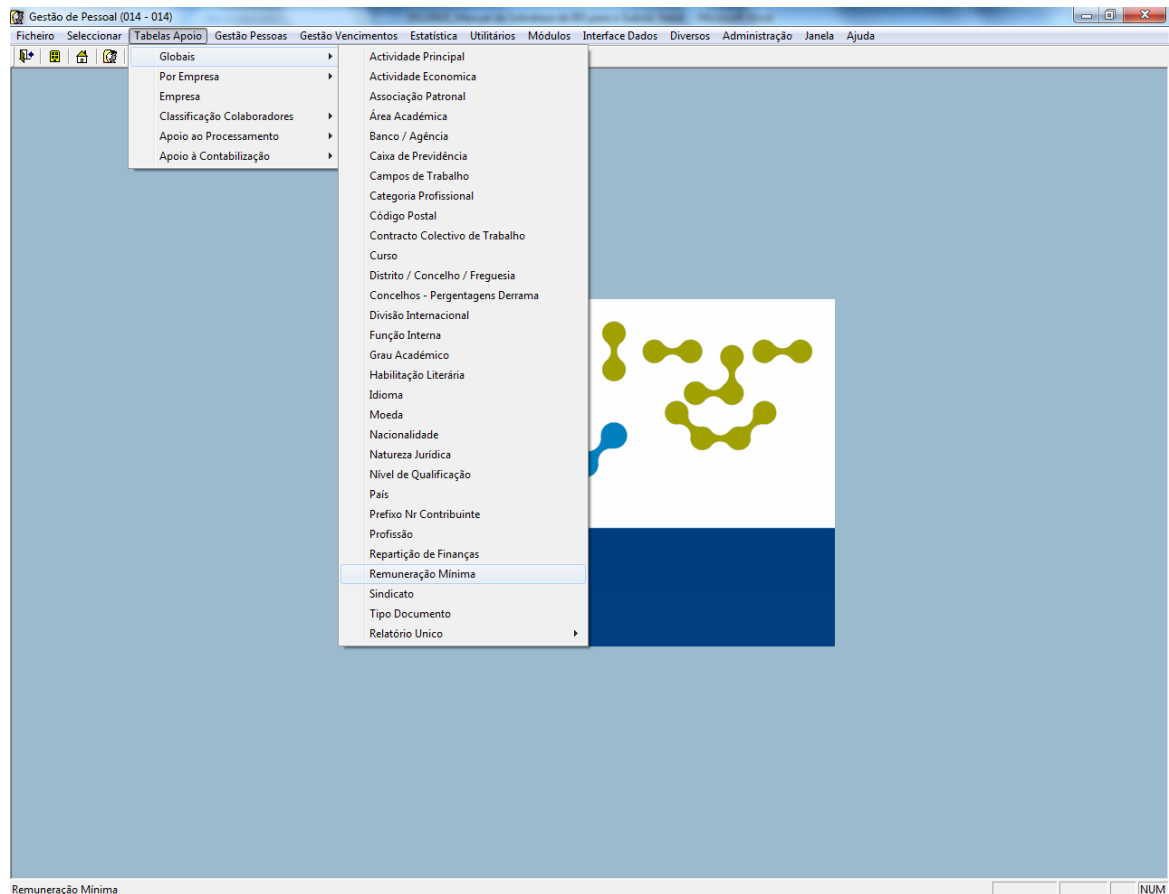 Gestão de Pessoal (014 - 014)
Ficheiro Seleccionar Tabelas Apoio Gestão Pessoas Gestão Vencimentos Estatística Utilitários Módulos Interface Dados Diversos Administração Janela Ajuda
Globais
Por Empresa
Empresa
Classificação Colaboradores
Apoio ao Processamento
Apoio à Contabilização
Actividade Principal
Actividade Economica
Associação Patronal
Área Académica
Banco / Agência
Caixa de Previdência
Campos de Trabalho
Categoria Profissional
Código Postal
Contracto Colectivo de Trabalho
Curso
Distrito / Concelho / Freguesia
Concelhos - Pergentagens Derrama
Divisão Internacional
Função Interna
Grau Académico
Habilitação Literária
Idioma
Moeda
Nacionalidade
Natureza Jurídica
Nível de Qualificação
País
Prefixo Nr Contribuinte
Profissão
Repartição de Finanças
Remuneração Mínima
Sindicato
Tipo Documento
Relatório Unico
Remuneração Mínima
NUM